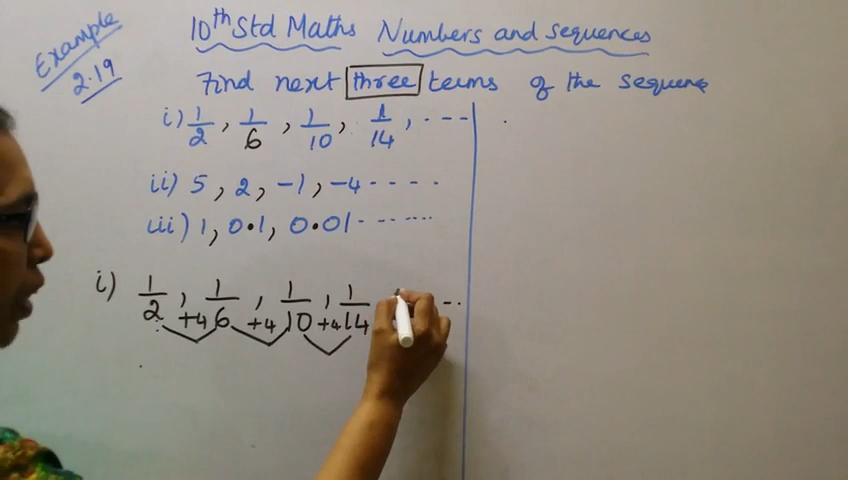 10th Std Maths Numbers and sequences
Example 2.19
Find next three terms of the sequence
i) 1/2, 1/6, 1/10, 1/14, ---
ii) 5, 2, -1, -4 ----
iii) 1, 0.1, 0.01 ------
i) 1/2, 1/6, 1/10, 1/14
+4 +4 +4